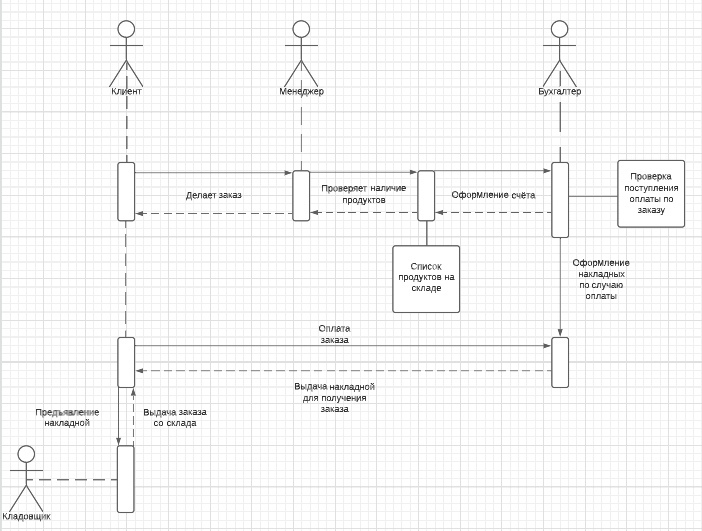 Клиент
Менеджер
Бухгалтер
Делает заказ
Проверяет наличие
продуктов
Оформление счёта
Проверка
поступления
оплаты по
заказу
Список
продуктов на
складе
Оформление
накладных
по случаю
оплаты
Оплата
заказа
Выдача накладной
для получения
заказа
Предъявление
накладной
Выдача заказа
со склада
Кладовщик